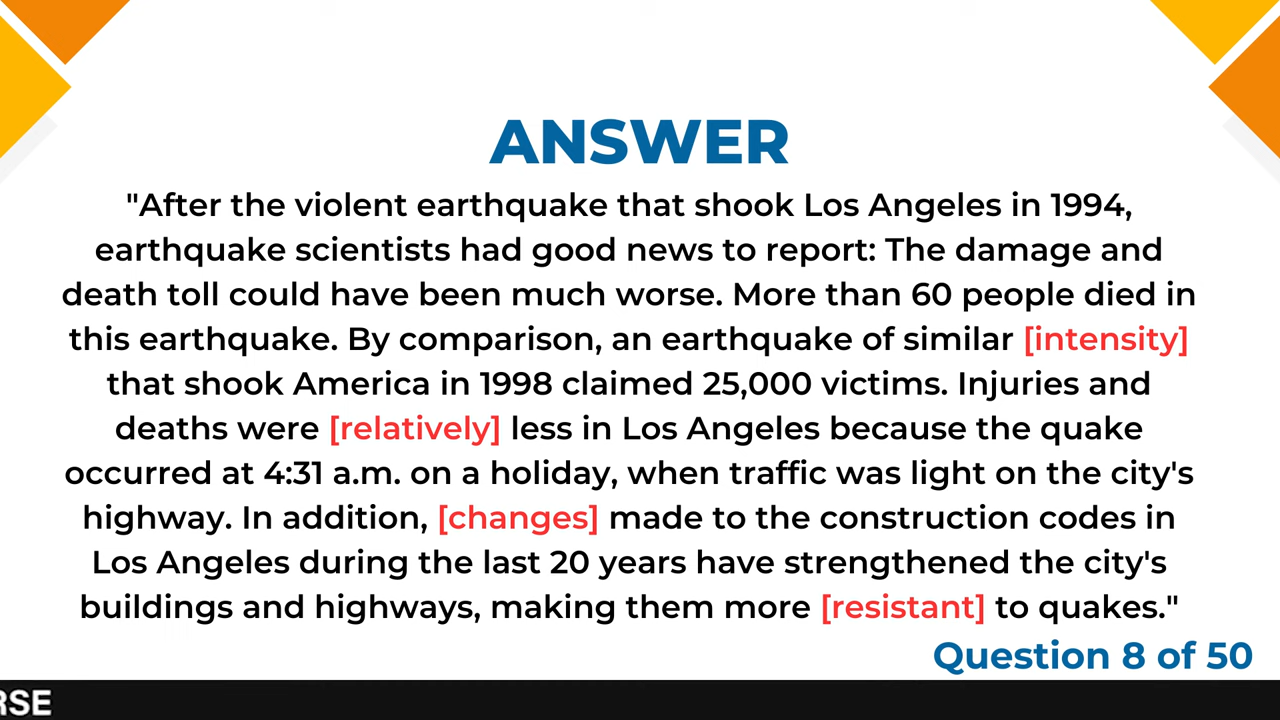 ANSWER
"After the violent earthquake that shook Los Angeles in 1994,
earthquake scientists had good news to report: The damage and
death toll could have been much worse. More than 60 people died in
this earthquake. By comparison, an earthquake of similar [intensity]
that shook America in 1998 claimed 25,000 victims. Injuries and
deaths were [relatively] less in Los Angeles because the quake
occurred at 4:31 a.m. on a holiday, when traffic was light on the city's
highway. In addition, [changes] made to the construction codes in
Los Angeles during the last 20 years have strengthened the city's
buildings and highways, making them more [resistant] to quakes."
Question 8 of 50
RSE